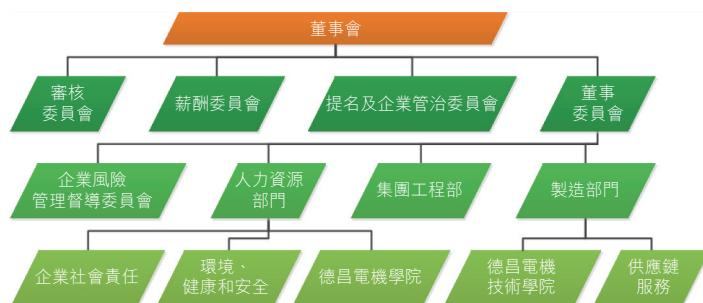 董事會
審核
委員會
薪酬委員會
提名及企業管治委員會
董事
委員會
企業風險
管理督導委員會
人力資源
部門
集團工程部
製造部門
企業社會責任
環境、
健康和安全
德昌電機學院
德昌電機
技術學院
供應鏈
服務